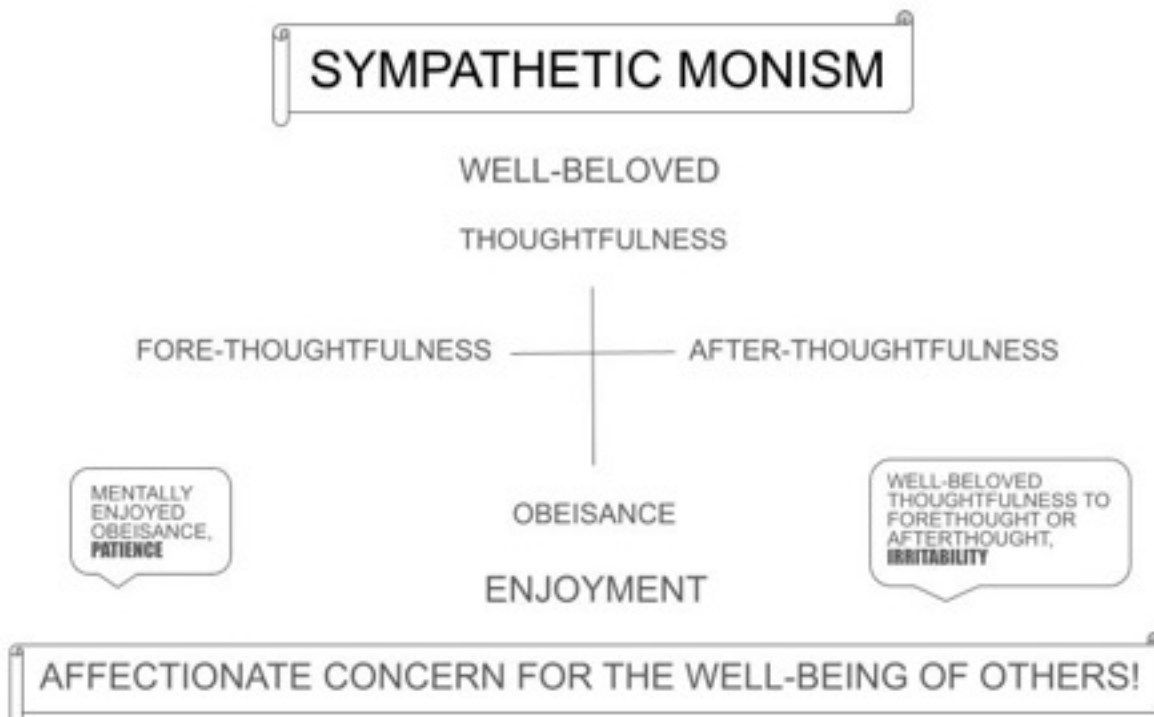 SYMPATHETIC MONISM
WELL-BELOVED
THOUGHTFULNESS
FORE-THOUGHTFULNESS
AFTER-THOUGHTFULNESS
MENTALLY
ENJOYED
OBEISANCE,
PATIENCE
OBEISANCE
ENJOYMENT
WELL-BELOVED
THOUGHTFULNESS TO
FORETHOUGHT OR
AFTERTHOUGHT,
IRRITABILITY
AFFECTIONATE CONCERN FOR THE WELL-BEING OF OTHERS!